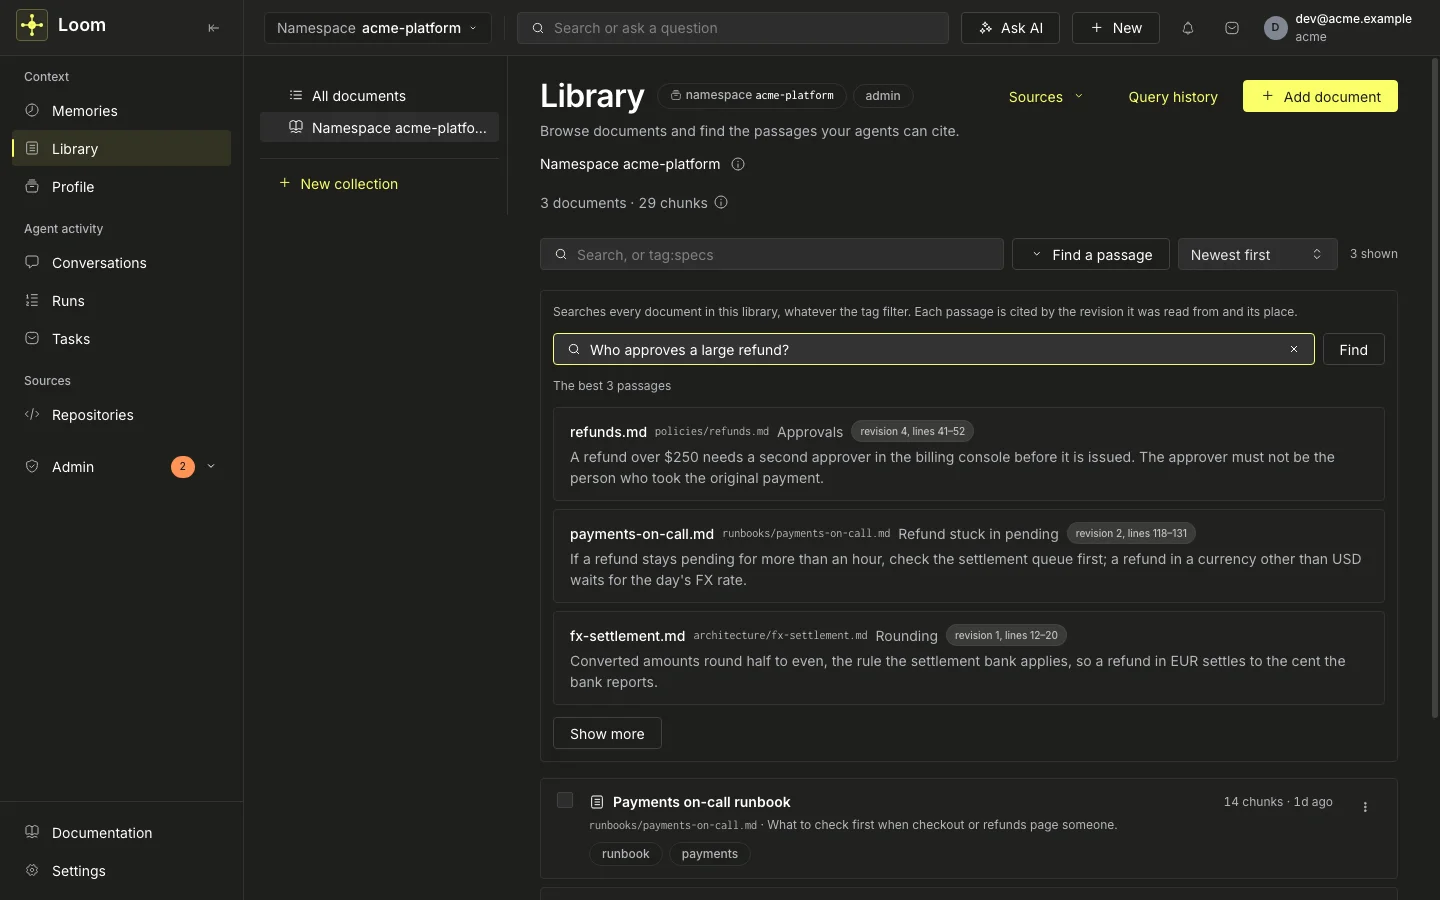 Loom
Namespace acme-platform
Search or ask a question
Ask AI
New
D
dev@acme.example
acme
Context
Memories
Library
Profile
Agent activity
Conversations
Runs
Tasks
Sources
Repositories
Admin
2
Documentation
Settings
All documents
Namespace acme-platfo...
New collection
Library
namespace acme-platform
admin
Sources
Query history
Add document
Browse documents and find the passages your agents can cite.
Namespace acme-platform
3 documents · 29 chunks
Search, or tag:specs
Find a passage
Newest first
3 shown
Searches every document in this library, whatever the tag filter. Each passage is cited by the revision it was read from and its place.
Who approves a large refund?
Find
The best 3 passages
refunds.md policies/refunds.md Approvals revision 4, lines 41–52
A refund over $250 needs a second approver in the billing console before it is issued. The approver must not be the
person who took the original payment.
payments-on-call.md runbooks/payments-on-call.md Refund stuck in pending revision 2, lines 118–131
If a refund stays pending for more than an hour, check the settlement queue first; a refund in a currency other than USD
waits for the day's FX rate.
fx-settlement.md architecture/fx-settlement.md Rounding revision 1, lines 12–20
Converted amounts round half to even, the rule the settlement bank applies, so a refund in EUR settles to the cent the
bank reports.
Show more
Payments on-call runbook
14 chunks · 1d ago
runbooks/payments-on-call.md · What to check first when checkout or refunds page someone.
runbook
payments